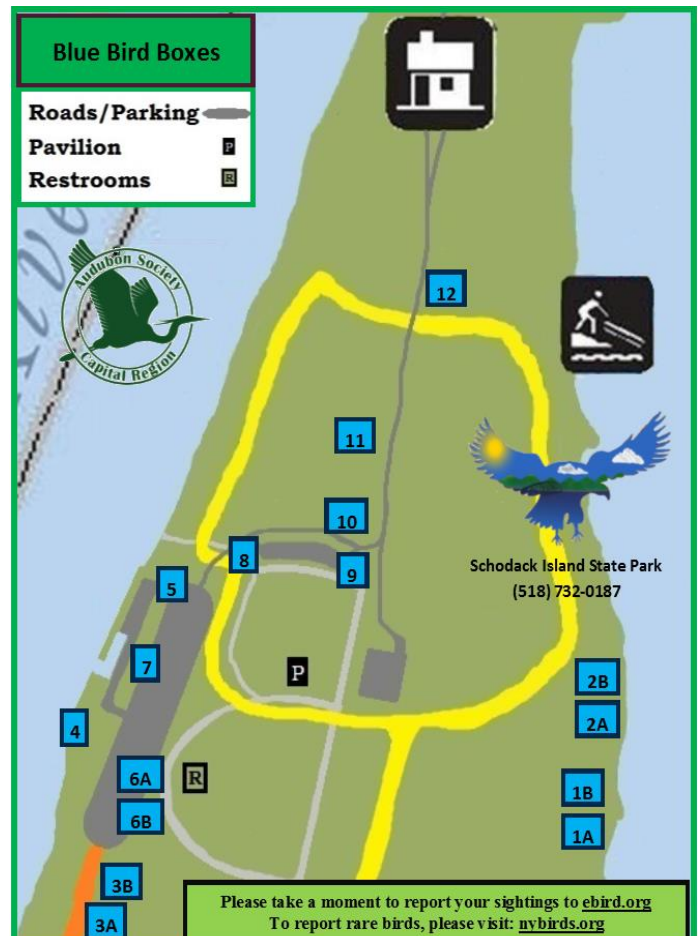 Blue Bird Boxes
Roads/Parking
Pavilion P
Restrooms R
Audubon Society
Capital Region
12
11
10
8
9
5
Schodack Island State Park
(518) 732-0187
7
P
2B
4
2A
6A
R
1B
6B
1A
3B
3A
Please take a moment to report your sightings to ebird.org
To report rare birds, please visit: nybirds.org